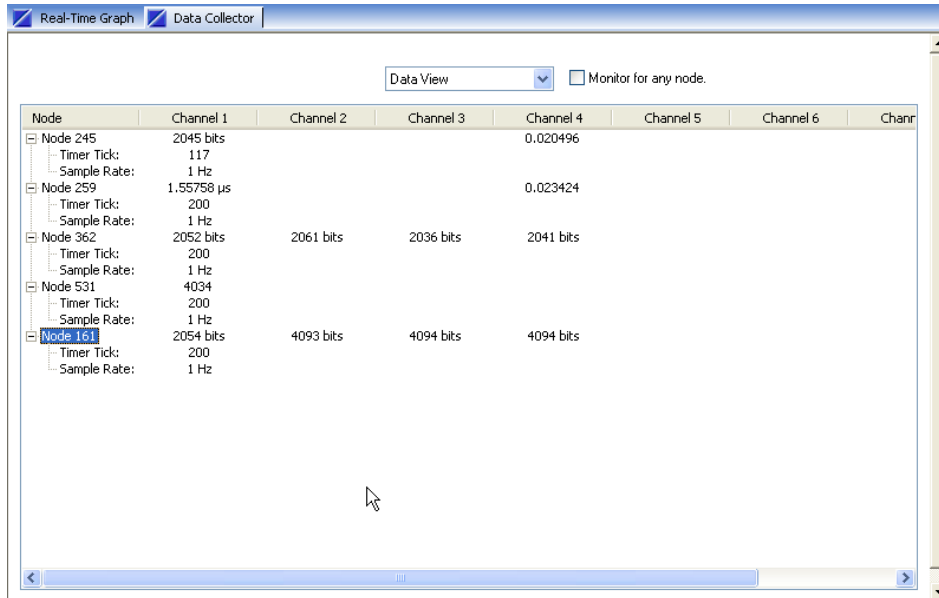 Real-Time Graph Data Collector
Data View Monitor for any node.
Node Channel 1 Channel 2 Channel 3 Channel 4 Channel 5 Channel 6 Chanr
Node 245 2045 bits 0.020496
Timer Tick: 117
Sample Rate: 1 Hz
Node 259 1.55758 µs 0.023424
Timer Tick: 200
Sample Rate: 1 Hz
Node 362 2052 bits 2061 bits 2036 bits 2041 bits
Timer Tick: 200
Sample Rate: 1 Hz
Node 531 4034
Timer Tick: 200
Sample Rate: 1 Hz
Node 161 2054 bits 4093 bits 4094 bits 4094 bits
Timer Tick: 200
Sample Rate: 1 Hz